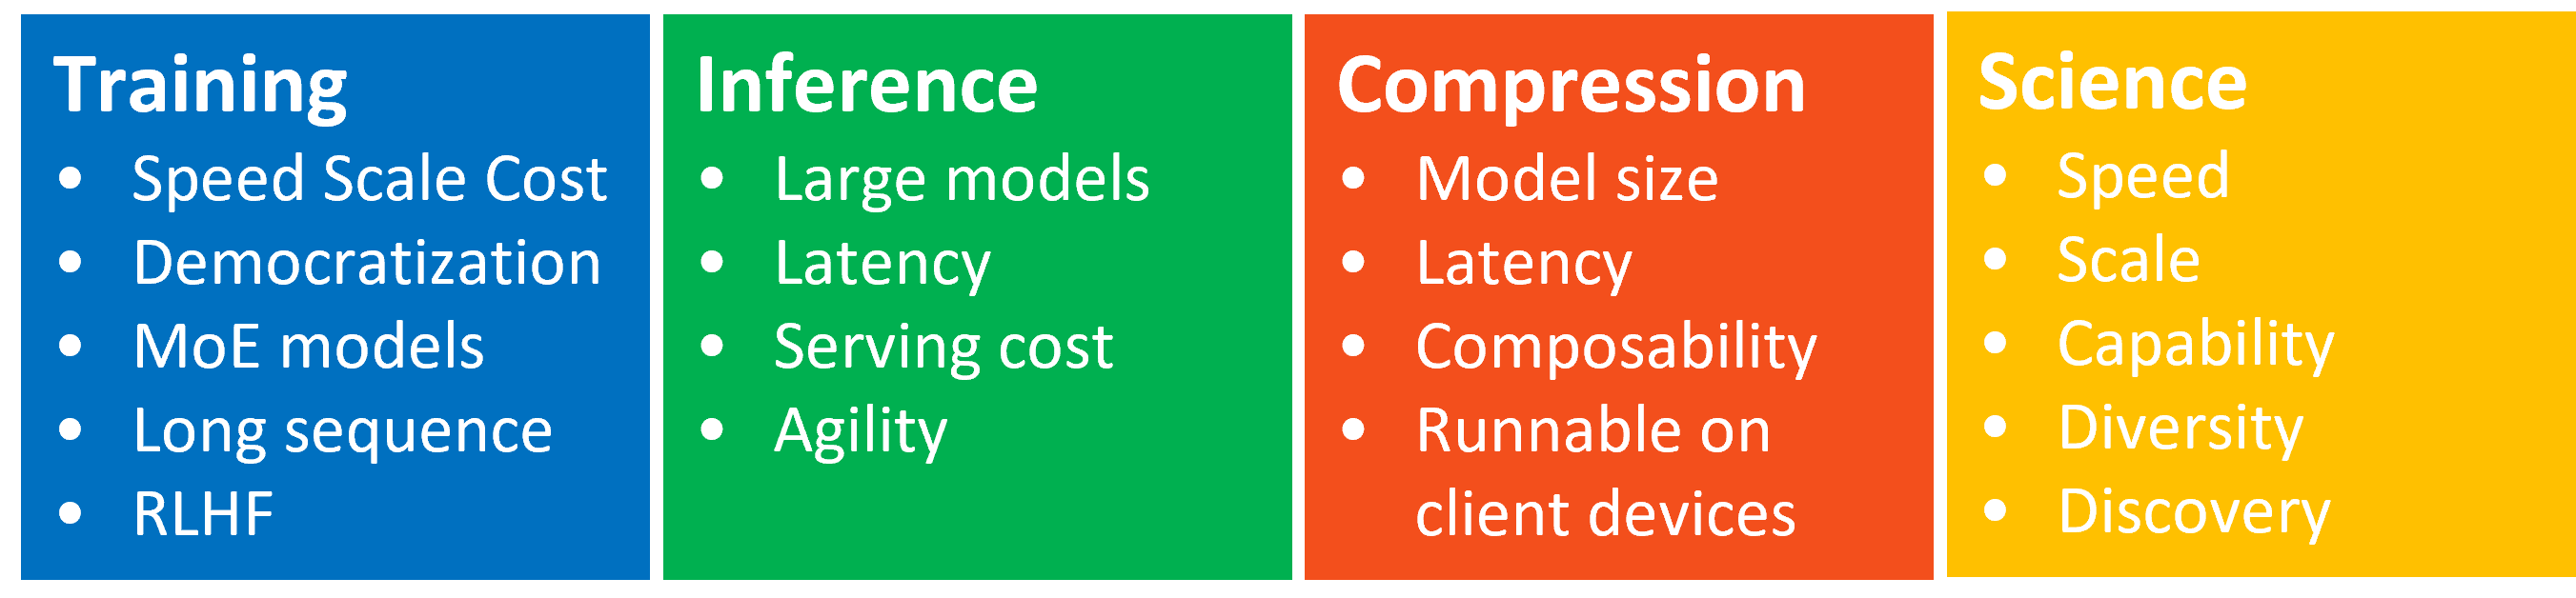 Training
• Speed Scale Cost
• Democratization
• MoE models
• Long sequence
• RLHF
Inference
• Large models
• Latency
• Serving cost
• Agility
Compression
• Model size
• Latency
• Composability
• Runnable on
client devices
Science
• Speed
• Scale
• Capability
• Diversity
• Discovery